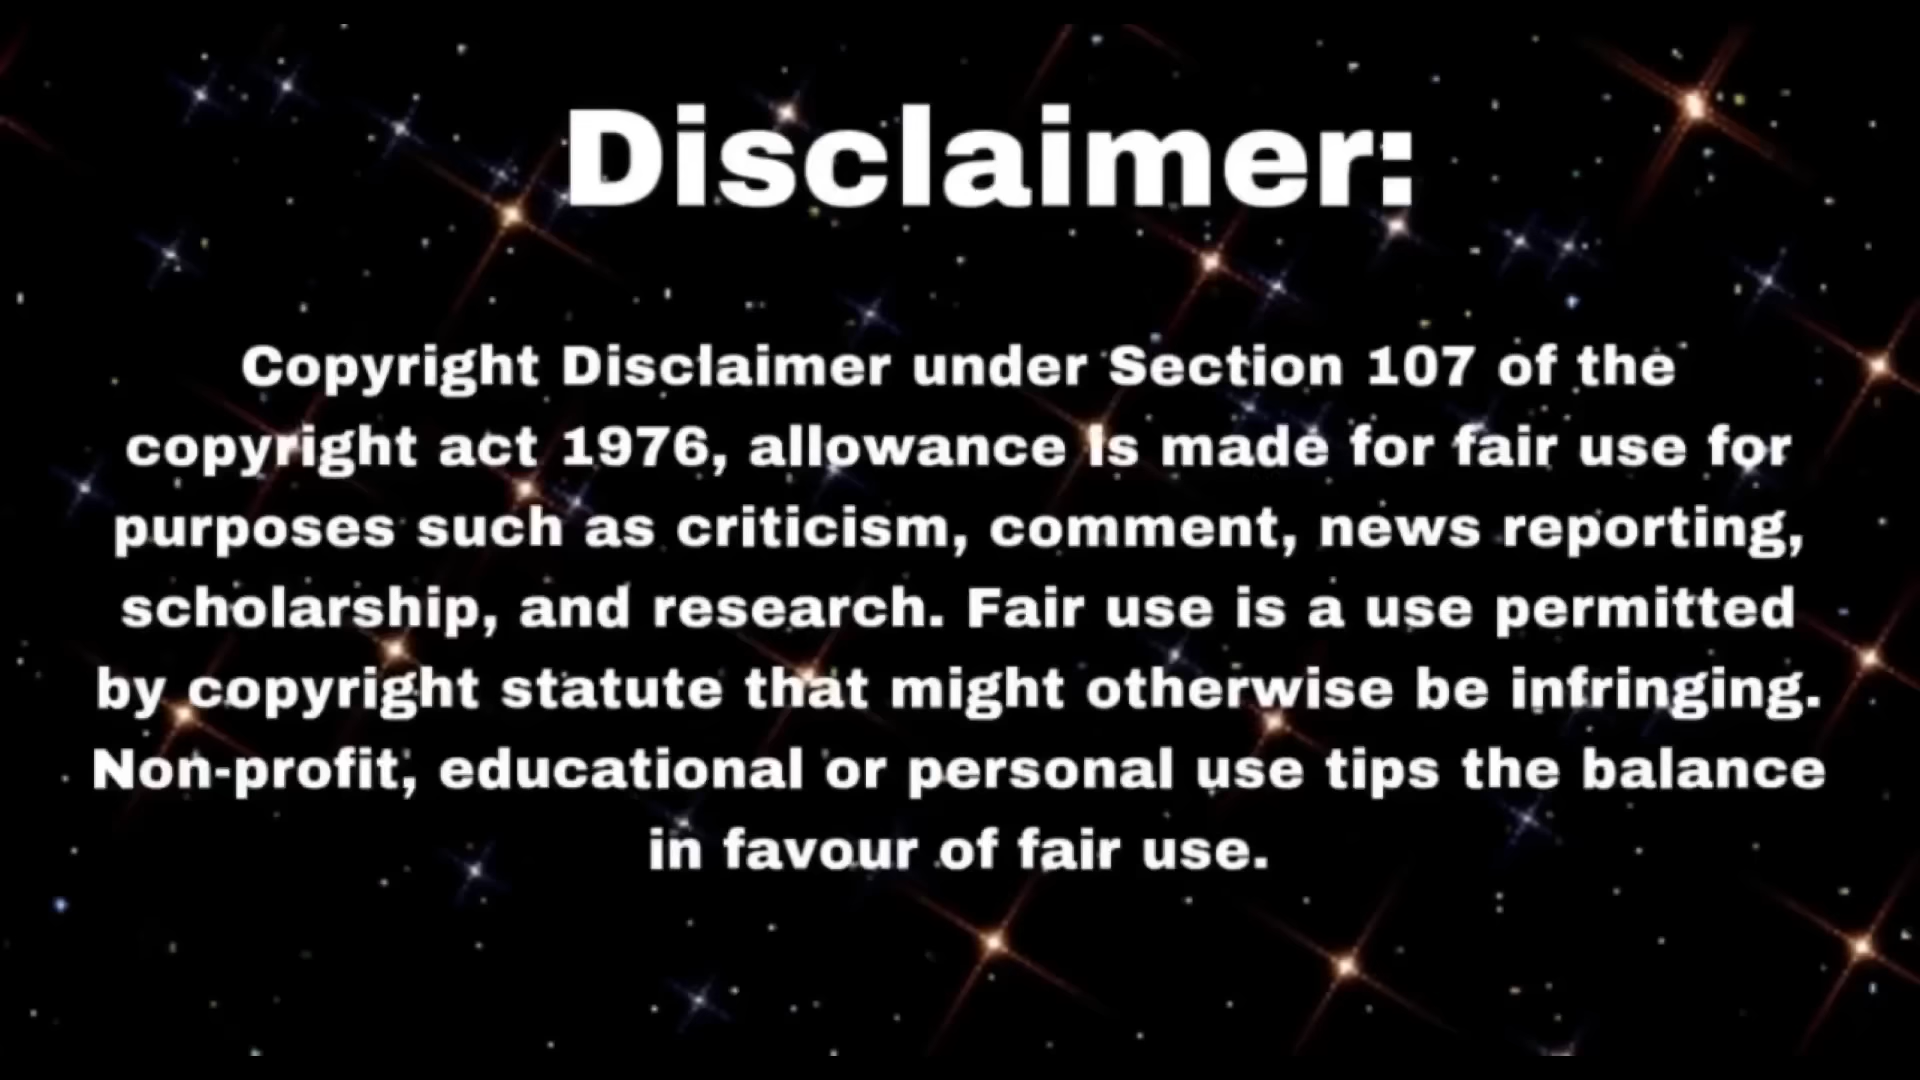 Disclaimer:
Copyright Disclaimer under Section 107 of the
copyright act 1976, allowance is made for fair use for
purposes such as criticism, comment, news reporting,
scholarship, and research. Fair use is a use permitted
by copyright statute that might otherwise be infringing.
Non-profit, educational or personal use tips the balance
in favour of fair use.